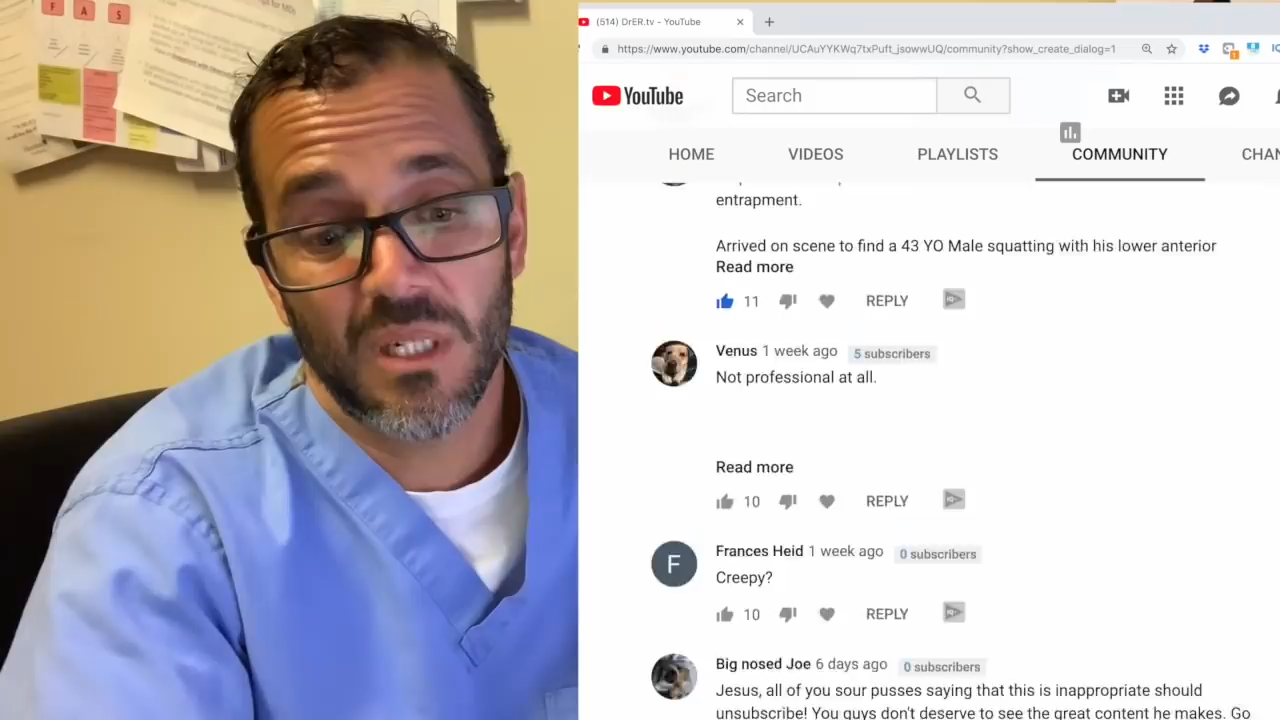 F A S
(514) DrER.tv - YouTube
https://www.youtube.com/channel/UCAuYYKWq7txPuft_jsowwUQ/community?show_create_dialog=1
YouTube
Search
HOME VIDEOS PLAYLISTS COMMUNITY CHAN
entrapment.
Arrived on scene to find a 43 YO Male squatting with his lower anterior
Read more
11 REPLY
Venus 1 week ago 5 subscribers
Not professional at all.
Read more
10 REPLY
F
Frances Heid 1 week ago 0 subscribers
Creepy?
10 REPLY
Big nosed Joe 6 days ago 0 subscribers
Jesus, all of you sour pusses saying that this is inappropriate should
unsubscribe! You guys don't deserve to see the great content he makes. Go